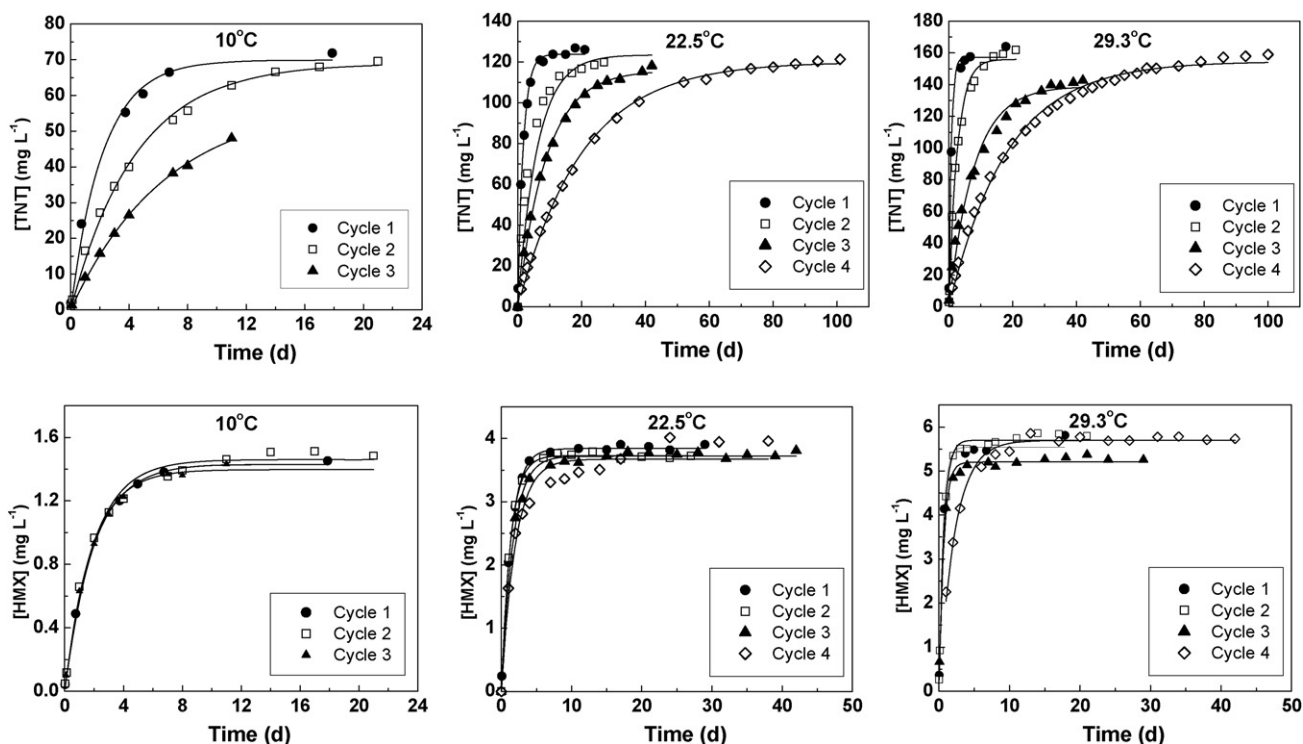 10°C
80
70
60
50
40
30
20
10
0
[TNT] (mg L⁻¹)
0 4 8 12 16 20 24
Time (d)
Cycle 1
Cycle 2
Cycle 3
22.5°C
140
120
100
80
60
40
20
0
[TNT] (mg L⁻¹)
0 20 40 60 80 100
Time (d)
Cycle 1
Cycle 2
Cycle 3
Cycle 4
29.3°C
180
160
140
120
100
80
160
140
120
100
[TNT] (mg L⁻¹)
0 20 40 60 80 100
Time (d)
Cycle 1
Cycle 2
Cycle 3
Cycle 4
10°C
1.6
1.2
0.8
0.4
0.0
[HMX] (mg L⁻¹)
0 4 8 12 16 20 24
Time (d)
Cycle 1
Cycle 2
Cycle 3
22.5°C
4
3
2
1
0
[HMX] (mg L⁻¹)
0 10 20 30 40 50
Time (d)
Cycle 1
Cycle 2
Cycle 3
Cycle 4
29.3°C
6
5
4
3
2
1
0
[HMX] (mg L⁻¹)
0 10 20 30 40 50
Time (d)
Cycle 1
Cycle 2
Cycle 3
Cycle 4